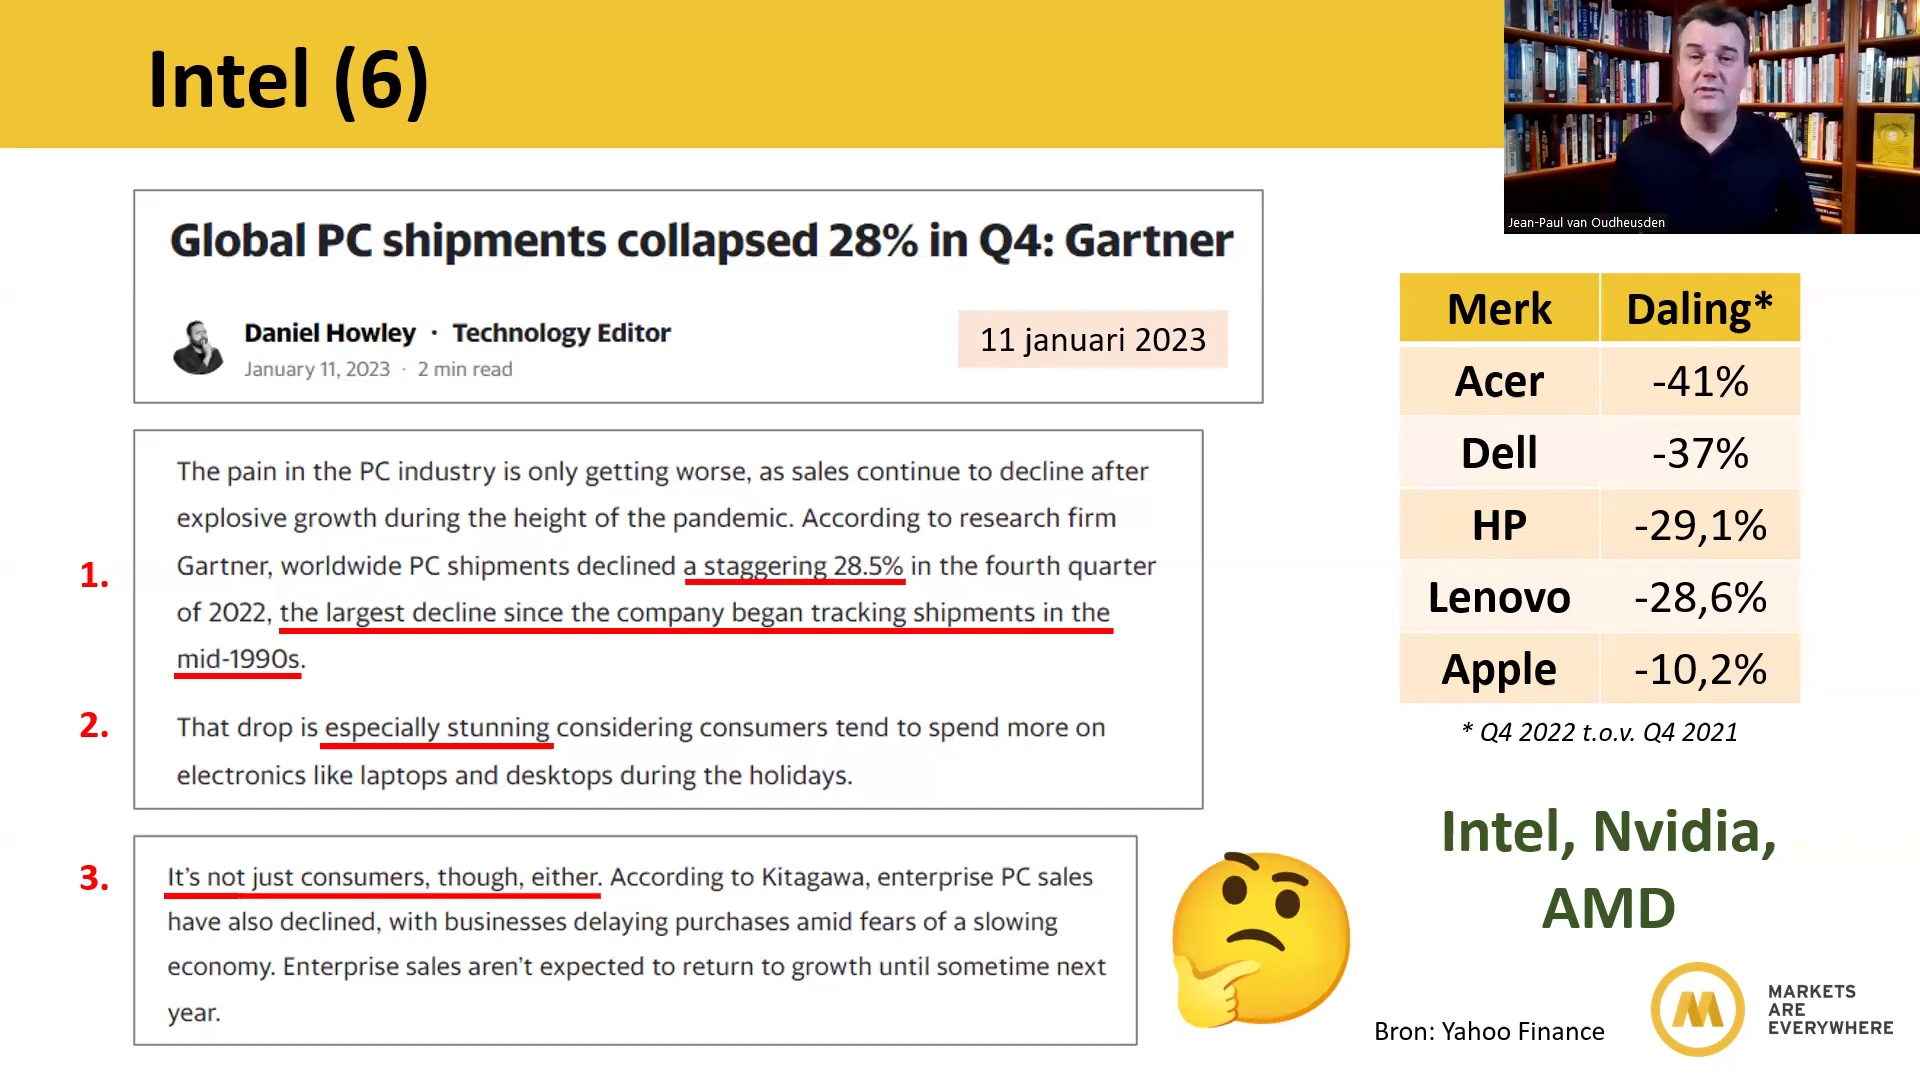 Intel (6)
Jean-Paul van Oudheusden
Global PC shipments collapsed 28% in Q4: Gartner
Daniel Howley · Technology Editor
January 11, 2023 · 2 min read
11 januari 2023
The pain in the PC industry is only getting worse, as sales continue to decline after
explosive growth during the height of the pandemic. According to research firm
1. Gartner, worldwide PC shipments declined a staggering 28.5% in the fourth quarter
of 2022, the largest decline since the company began tracking shipments in the
mid-1990s.
2. That drop is especially stunning considering consumers tend to spend more on
electronics like laptops and desktops during the holidays.
3. It's not just consumers, though, either. According to Kitagawa, enterprise PC sales
have also declined, with businesses delaying purchases amid fears of a slowing
economy. Enterprise sales aren't expected to return to growth until sometime next
year.
Merk Daling*
Acer -41%
Dell -37%
HP -29,1%
Lenovo -28,6%
Apple -10,2%
* Q4 2022 t.o.v. Q4 2021
Intel, Nvidia,
AMD
Bron: Yahoo Finance
MARKETS
ARE
EVERYWHERE